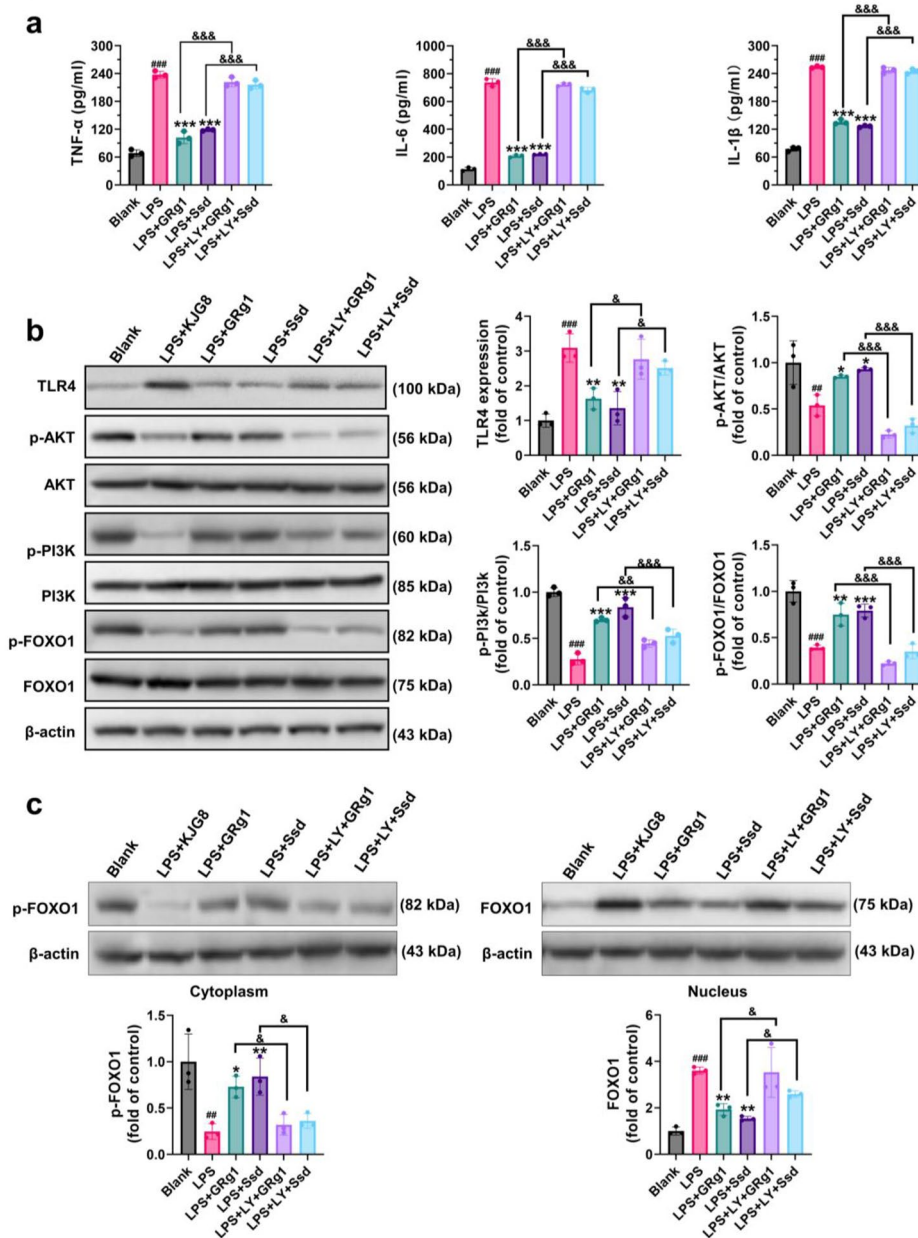 a
TNF-α (pg/ml)
300
240
180
120
60
0
###
***
***
&&&
&&&
Blank
LPS
LPS+GRg1
LPS+Ssd
LPS+LY+GRg1
LPS+LY+Ssd
IL-6 (pg/ml)
1000
800
600
400
200
0
###
***
***
&&&
&&&
Blank
LPS
LPS+GRg1
LPS+Ssd
LPS+LY+GRg1
LPS+LY+Ssd
IL-1β (pg/ml)
300
240
180
120
60
0
###
***
***
&&&
&&&
Blank
LPS
LPS+GRg1
LPS+Ssd
LPS+LY+GRg1
LPS+LY+Ssd
b
Blank
LPS+KJG8
LPS+GRg1
LPS+Ssd
LPS+LY+GRg1
LPS+LY+Ssd
TLR4 (100 kDa)
p-AKT (56 kDa)
AKT (56 kDa)
p-PI3K (60 kDa)
PI3K (85 kDa)
p-FOXO1 (82 kDa)
FOXO1 (75 kDa)
β-actin (43 kDa)
TLR4 expression
(fold of control)
4
3
2
1
0
###
**
**
&
&
Blank
LPS
LPS+GRg1
LPS+Ssd
LPS+LY+GRg1
LPS+LY+Ssd
p-AKT/AKT
(fold of control)
1.5
1.0
0.5
0.0
##
*
*
&&&
&&&
Blank
LPS
LPS+GRg1
LPS+Ssd
LPS+LY+GRg1
LPS+LY+Ssd
p-PI3k/PI3k
(fold of control)
1.5
1.0
0.5
0.0
###
***
***
&&
&&&
Blank
LPS
LPS+GRg1
LPS+Ssd
LPS+LY+GRg1
LPS+LY+Ssd
p-FOXO1/FOXO1
(fold of control)
1.5
1.0
0.5
0.0
###
**
***
&&&
&&&
Blank
LPS
LPS+GRg1
LPS+Ssd
LPS+LY+GRg1
LPS+LY+Ssd
c
Blank
LPS+KJG8
LPS+GRg1
LPS+Ssd
LPS+LY+GRg1
LPS+LY+Ssd
p-FOXO1 (82 kDa)
β-actin (43 kDa)
Cytoplasm
p-FOXO1
(fold of control)
1.5
1.0
0.5
0.0
##
*
**
&
&
Blank
LPS
LPS+GRg1
LPS+Ssd
LPS+LY+GRg1
LPS+LY+Ssd
Blank
LPS+KJG8
LPS+GRg1
LPS+Ssd
LPS+LY+GRg1
LPS+LY+Ssd
FOXO1 (75 kDa)
β-actin (43 kDa)
Nucleus
FOXO1
(fold of control)
6
4
2
0
###
**
**
&
&
Blank
LPS
LPS+GRg1
LPS+Ssd
LPS+LY+GRg1
LPS+LY+Ssd